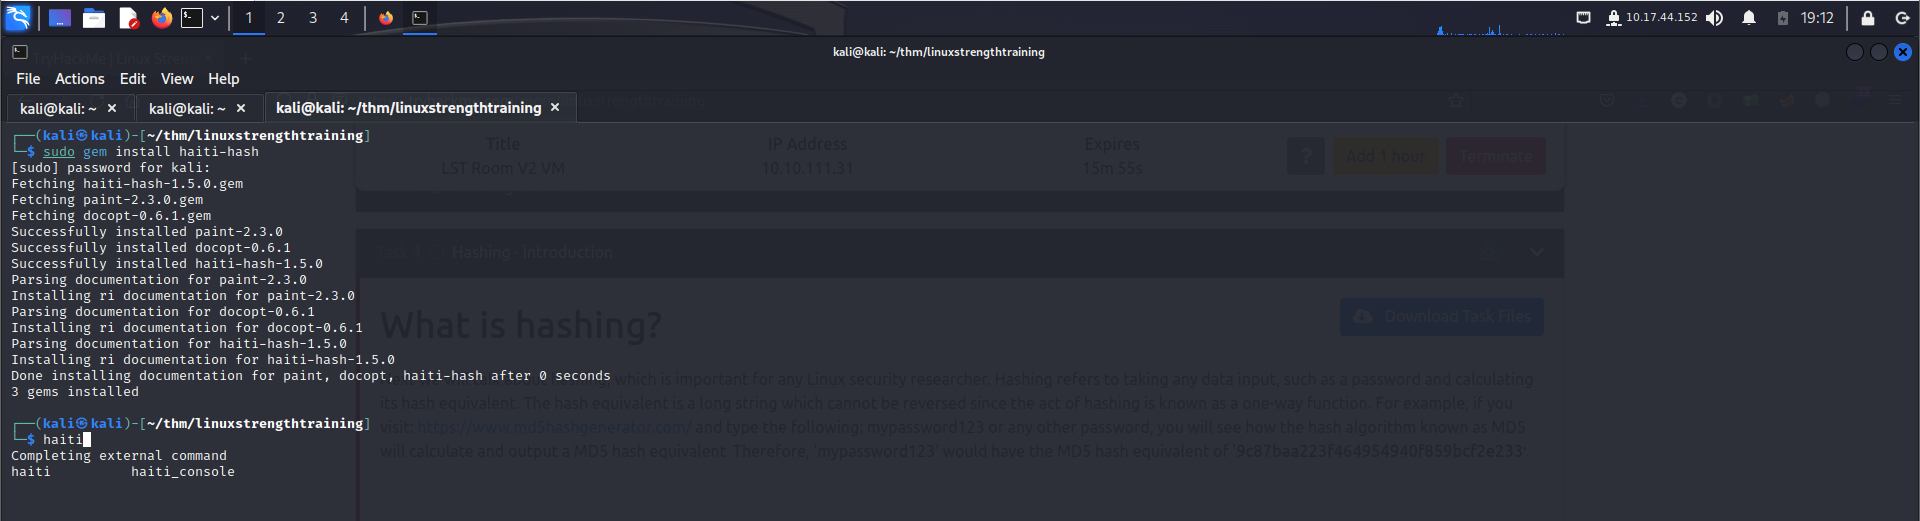 1 2 3 4
10.17.44.152
19:12
kali@kali: ~/thm/linuxstrengthtraining
File Actions Edit View Help
kali@kali: ~ × kali@kali: ~ × kali@kali: ~/thm/linuxstrengthtraining ×
┌──(kali㉿kali)-[~/thm/linuxstrengthtraining]
└─$ sudo gem install haiti-hash
[sudo] password for kali:
Fetching haiti-hash-1.5.0.gem
Fetching paint-2.3.0.gem
Fetching docopt-0.6.1.gem
Successfully installed paint-2.3.0
Successfully installed docopt-0.6.1
Successfully installed haiti-hash-1.5.0
Parsing documentation for paint-2.3.0
Installing ri documentation for paint-2.3.0
Parsing documentation for docopt-0.6.1
Installing ri documentation for docopt-0.6.1
Parsing documentation for haiti-hash-1.5.0
Installing ri documentation for haiti-hash-1.5.0
Done installing documentation for paint, docopt, haiti-hash after 0 seconds
3 gems installed
┌──(kali㉿kali)-[~/thm/linuxstrengthtraining]
└─$ haiti
Completing external command
haiti haiti_console
Title IP Address Expires
LST Room V2 VM 10.10.111.31 15m 55s
? Add 1 hour Terminate
Hashing - Introduction
What is hashing?
Download Task Files
which is important for any Linux security researcher. Hashing refers to taking any data input, such as a password and calculating
its hash equivalent. The hash equivalent is a long string which cannot be reversed since the act of hashing is known as a one-way function. For example, if you
visit: https://www.md5hashgenerator.com/ and type the following: mypassword123 or any other password, you will see how the hash algorithm known as MD5
will calculate and output a MD5 hash equivalent. Therefore, 'mypassword123' would have the MD5 hash equivalent of '9c87baa223f464954940f859bcf2e233'